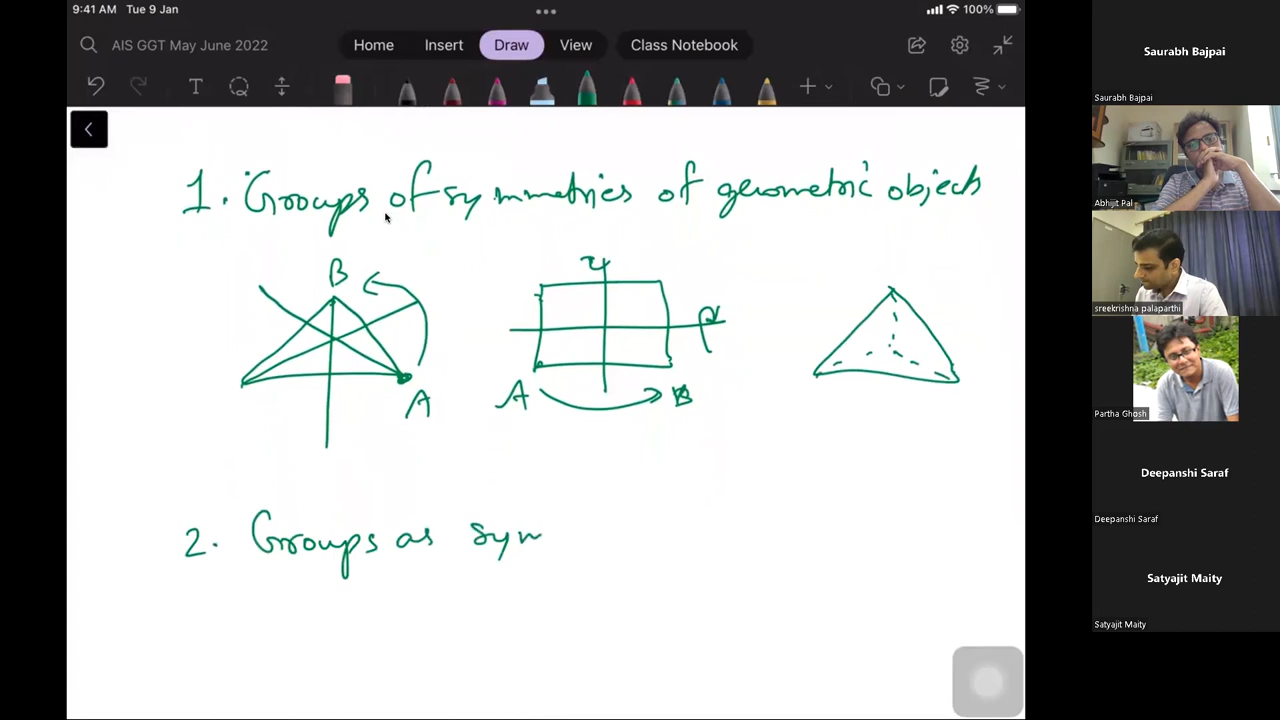 9:41 AM Tue 9 Jan
100%
AIS GGT May June 2022
Home Insert Draw View Class Notebook
Saurabh Bajpai
Saurabh Bajpai
1. Groups of symmetries of geometric objects
Abhijit Pal
B
A
A
sreekrishna palaparthi
Partha Ghosh
2. Groups as sym
Deepanshi Saraf
Deepanshi Saraf
Satyajit Maity
Satyajit Maity